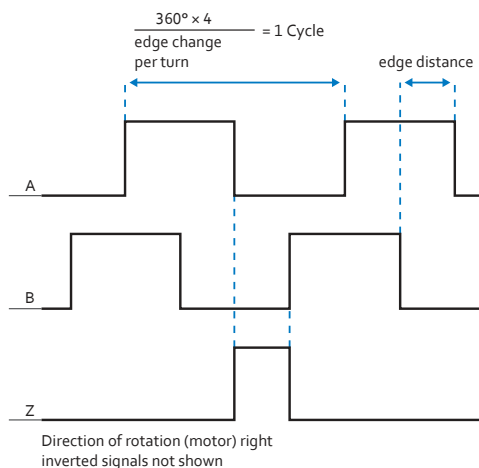 360° × 4
edge change
per turn
= 1 Cycle
edge distance
A
B
Z
Direction of rotation (motor) right
inverted signals not shown